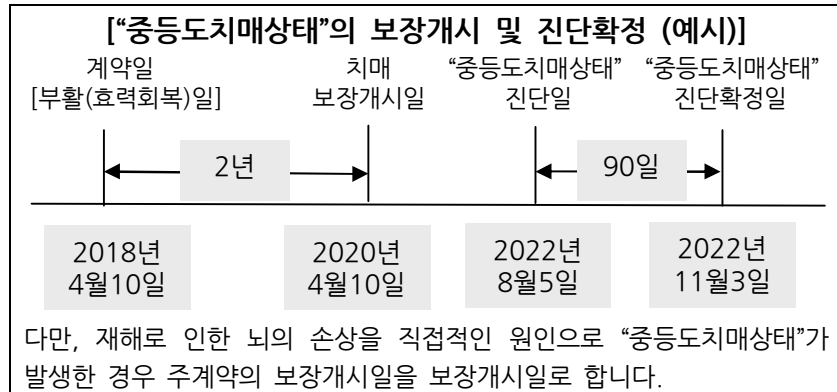 [“중등도치매상태”의 보장개시 및 진단확정 (예시)]
계약일
[부활(효력회복)일]
치매
보장개시일
“중등도치매상태”
진단일
“중등도치매상태”
진단확정일
2년
90일
2018년
4월10일
2020년
4월10일
2022년
8월5일
2022년
11월3일
다만, 재해로 인한 뇌의 손상을 직접적인 원인으로 “중등도치매상태”가
발생한 경우 주계약의 보장개시일을 보장개시일로 합니다.